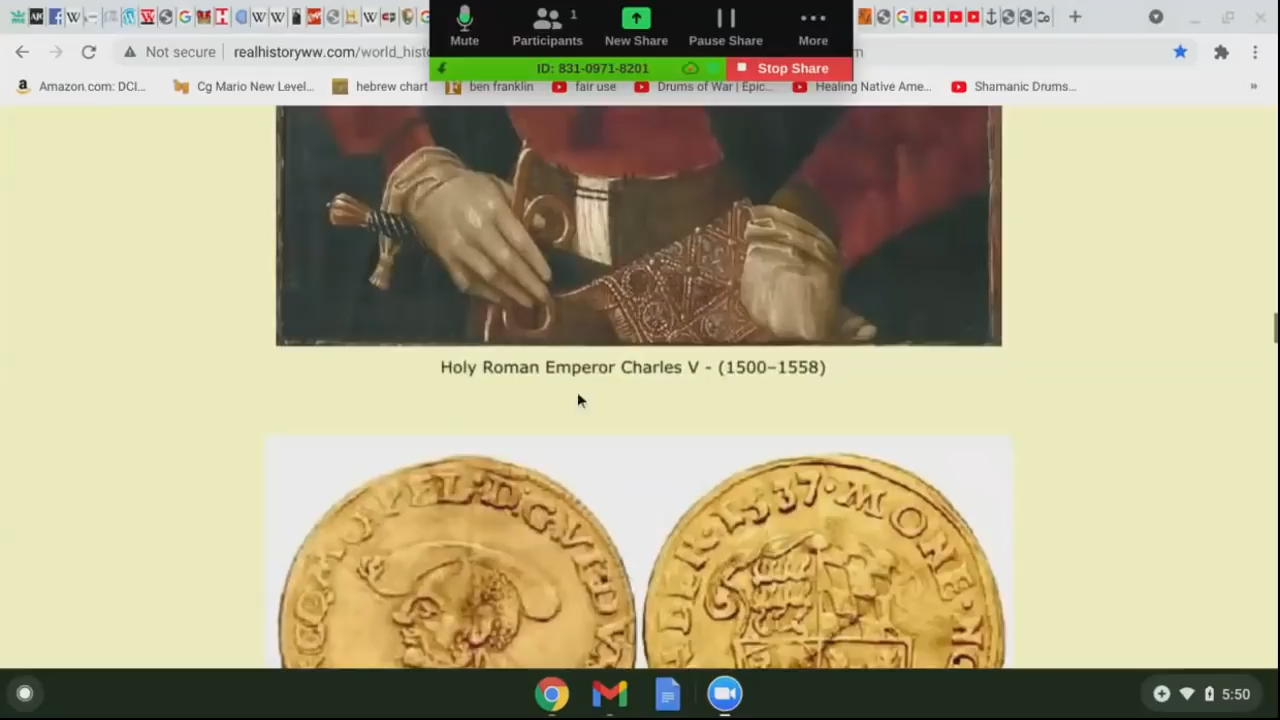 Mute
Participants 1
New Share
Pause Share
More
Not secure
realhistoryww.com/world_hist
ID: 831-0971-8201
Stop Share
Amazon.com: DCI...
Cg Mario New Level...
hebrew chart
ben franklin
fair use
Drums of War | Epic...
Healing Native Ame...
Shamanic Drums...
»
Holy Roman Emperor Charles V - (1500–1558)
1537 · MONE · NO
5:50